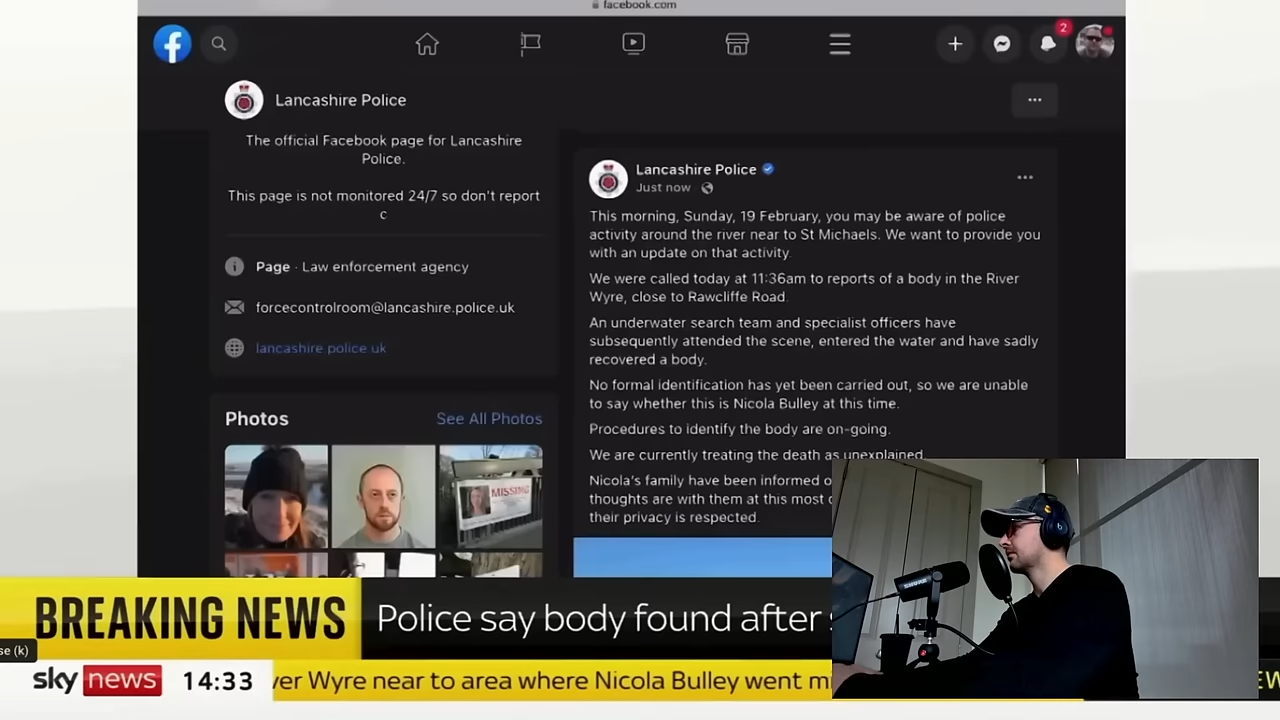 facebook.com
2
Lancashire Police
The official Facebook page for Lancashire
Police.
This page is not monitored 24/7 so don't report
c
Page · Law enforcement agency
forcecontrolroom@lancashire.police.uk
lancashire.police.uk
Photos
See All Photos
MISSING
Lancashire Police
Just now
This morning, Sunday, 19 February, you may be aware of police
activity around the river near to St Michaels. We want to provide you
with an update on that activity.
We were called today at 11:36am to reports of a body in the River
Wyre, close to Rawcliffe Road.
An underwater search team and specialist officers have
subsequently attended the scene, entered the water and have sadly
recovered a body.
No formal identification has yet been carried out, so we are unable
to say whether this is Nicola Bulley at this time.
Procedures to identify the body are on-going.
We are currently treating the death as unexplained.
Nicola's family have been informed o
thoughts are with them at this most d
their privacy is respected.
SHURE
BREAKING NEWS
Police say body found after s
se (k)
sky news
14:33
ver Wyre near to area where Nicola Bulley went mi
EW